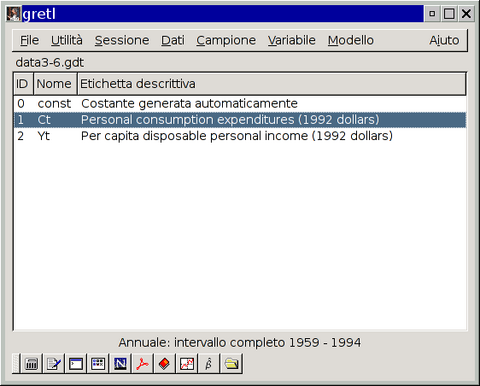 gretl
File Utilità Sessione Dati Campione Variabile Modello Aiuto
data3-6.gdt
ID Nome Etichetta descrittiva
0 const Costante generata automaticamente
1 Ct Personal consumption expenditures (1992 dollars)
2 Yt Per capita disposable personal income (1992 dollars)
Annuale: intervallo completo 1959 - 1994
N β̂